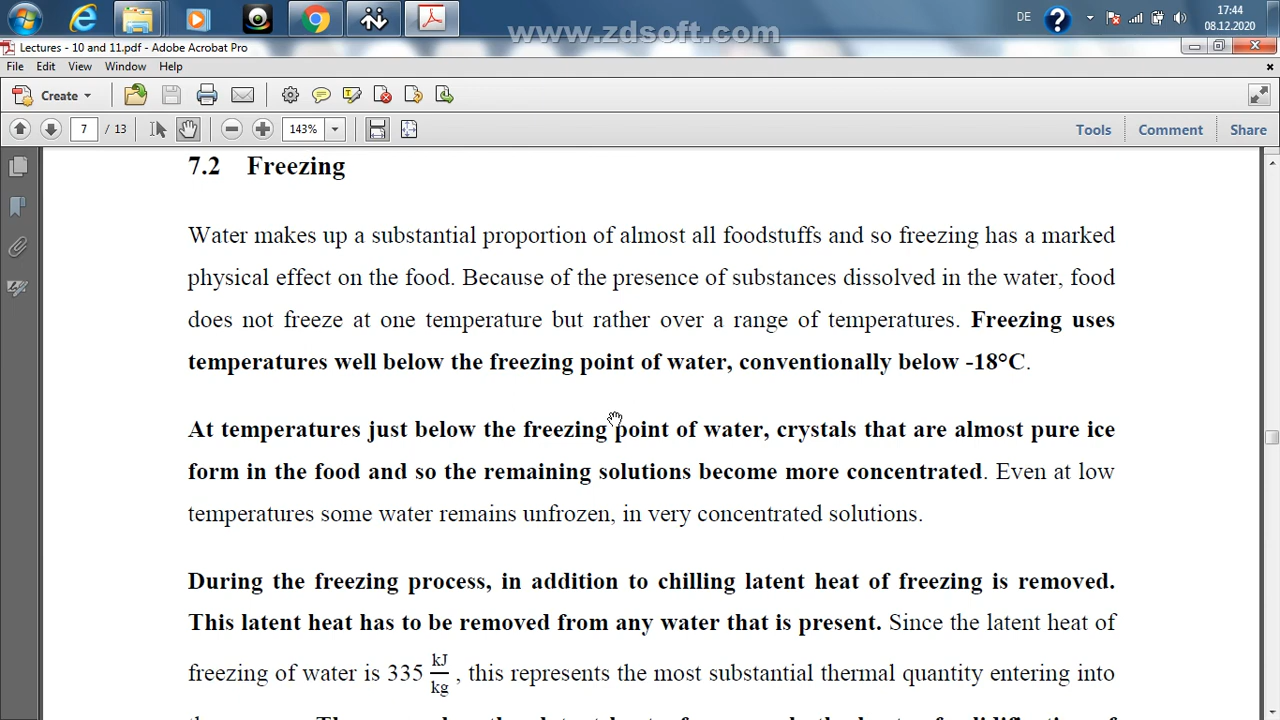 DE
17:44
08.12.2020
www.zdsoft.com
Lectures - 10 and 11.pdf - Adobe Acrobat Pro
File Edit View Window Help
Create
7 / 13 143% Tools Comment Share
7.2 Freezing
Water makes up a substantial proportion of almost all foodstuffs and so freezing has a marked
physical effect on the food. Because of the presence of substances dissolved in the water, food
does not freeze at one temperature but rather over a range of temperatures. Freezing uses
temperatures well below the freezing point of water, conventionally below -18°C.
At temperatures just below the freezing point of water, crystals that are almost pure ice
form in the food and so the remaining solutions become more concentrated. Even at low
temperatures some water remains unfrozen, in very concentrated solutions.
During the freezing process, in addition to chilling latent heat of freezing is removed.
This latent heat has to be removed from any water that is present. Since the latent heat of
freezing of water is 335 kJ/kg , this represents the most substantial thermal quantity entering into